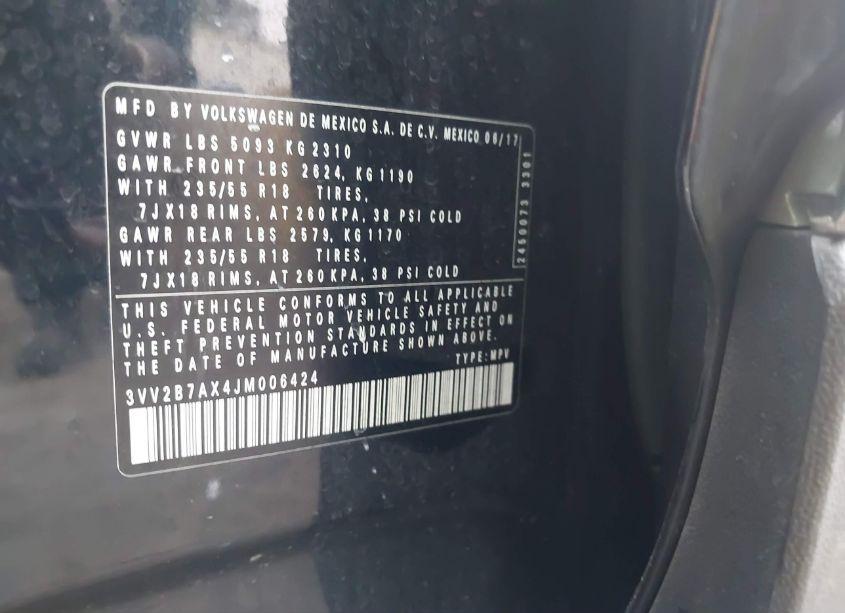 MFD BY VOLKSWAGEN DE MEXICO S.A. DE C.V. MEXICO 06/17
GVWR LBS 5093 KG 2310
GAWR FRONT LBS 2624, KG 1190
WITH 235/55 R18 TIRES,
7JX18 RIMS, AT 260 KPA, 38 PSI COLD
GAWR REAR LBS 2579, KG 1170
WITH 235/55 R18 TIRES,
7JX18 RIMS, AT 260 KPA, 38 PSI COLD
2450073 3301
THIS VEHICLE CONFORMS TO ALL APPLICABLE
U.S. FEDERAL MOTOR VEHICLE SAFETY AND
THEFT PREVENTION STANDARDS IN EFFECT ON
THE DATE OF MANUFACTURE SHOWN ABOVE.
TYPE: MPV
3VV2B7AX4JM006424